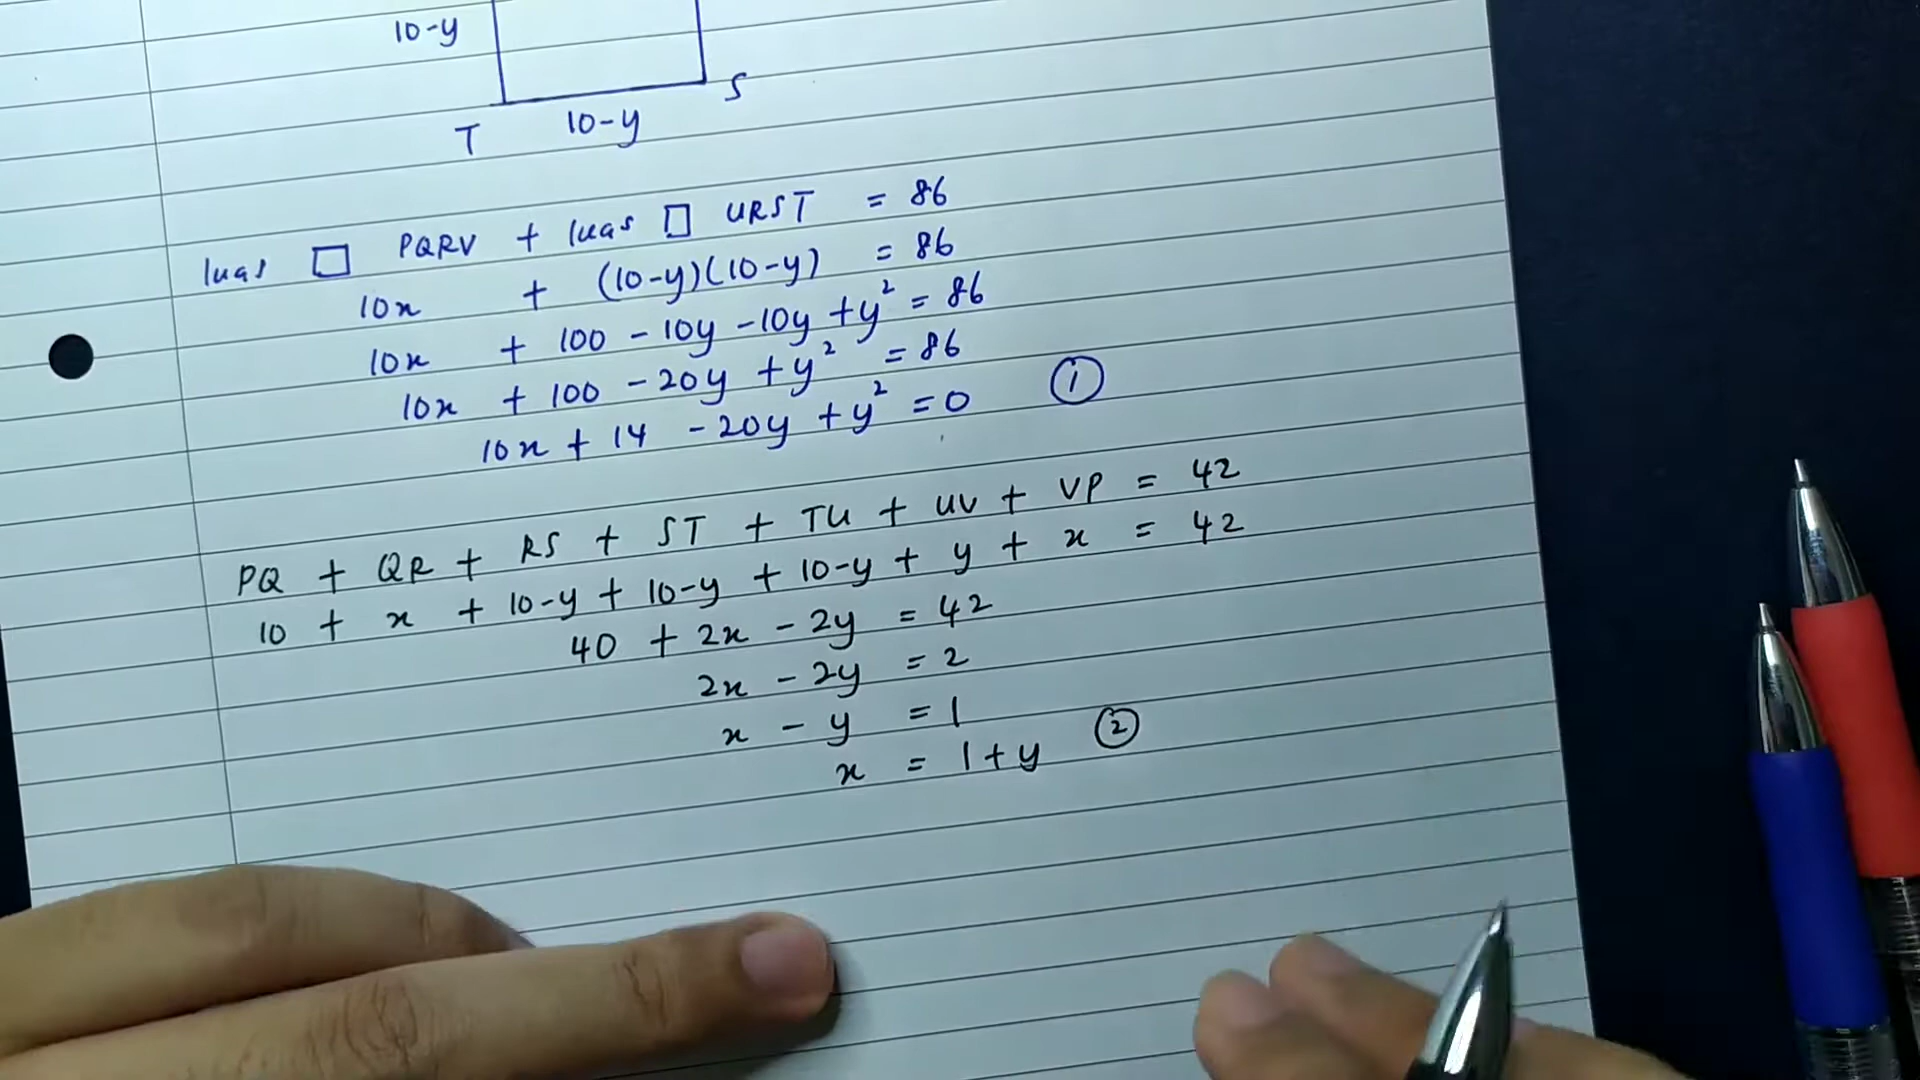 10-y
S
T 10-y
luas □ PQRV + luas □ URST = 86
10x + (10-y)(10-y) = 86
10x + 100 - 10y - 10y + y² = 86
10x + 100 - 20y + y² = 86
10x + 14 - 20y + y² = 0 ①
PQ + QR + RS + ST + TU + UV + VP = 42
10 + x + 10-y + 10-y + 10-y + y + x = 42
40 + 2x - 2y = 42
2x - 2y = 2
x - y = 1
x = 1 + y ②